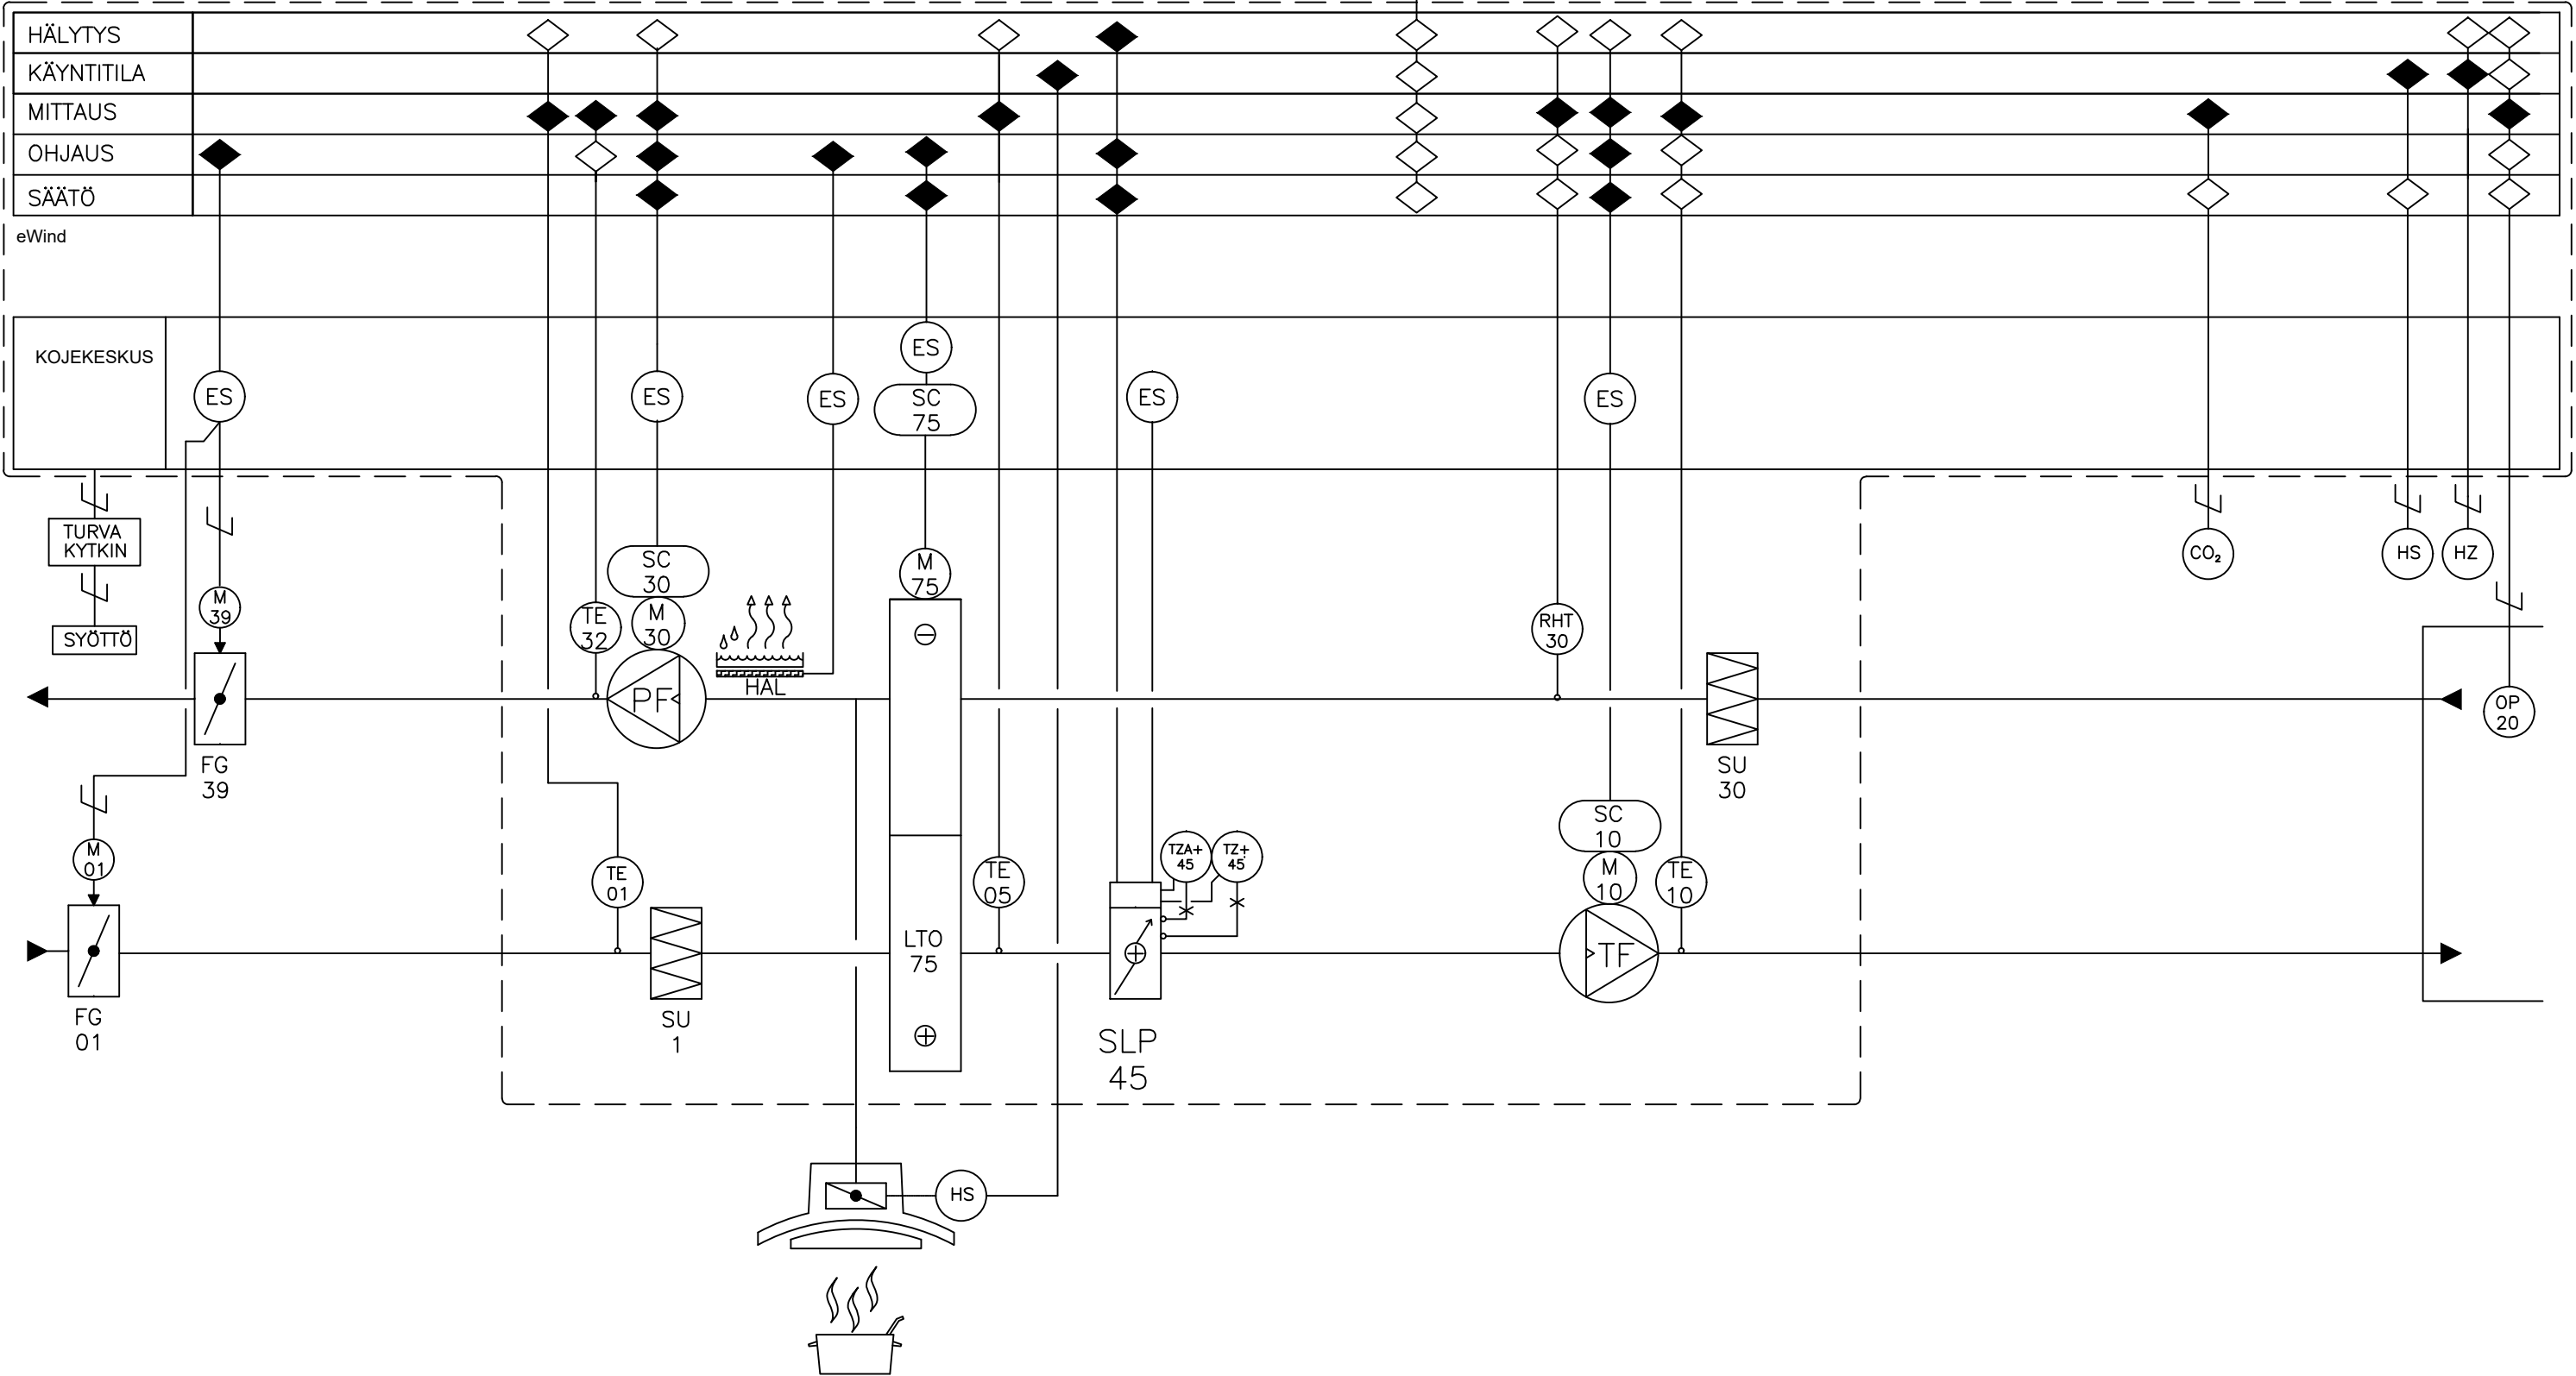 HÄLYTYS
KÄYNTITILA
MITTAUS
OHJAUS
SÄÄTÖ
eWind
KOJEKESKUS
ES
ES
ES
ES
SC
75
ES
ES
TURVA
KYTKIN
SYÖTTÖ
M
39
FG
39
M
01
FG
01
TE
32
SC
30
M
30
PF
HAL
M
75
LTO
75
TE
01
SU
1
TE
05
TZA+
45
TZ+
45
SLP
45
RHT
30
SU
30
SC
10
M
10
TE
10
TF
CO₂
HS
HZ
OP
20
HS